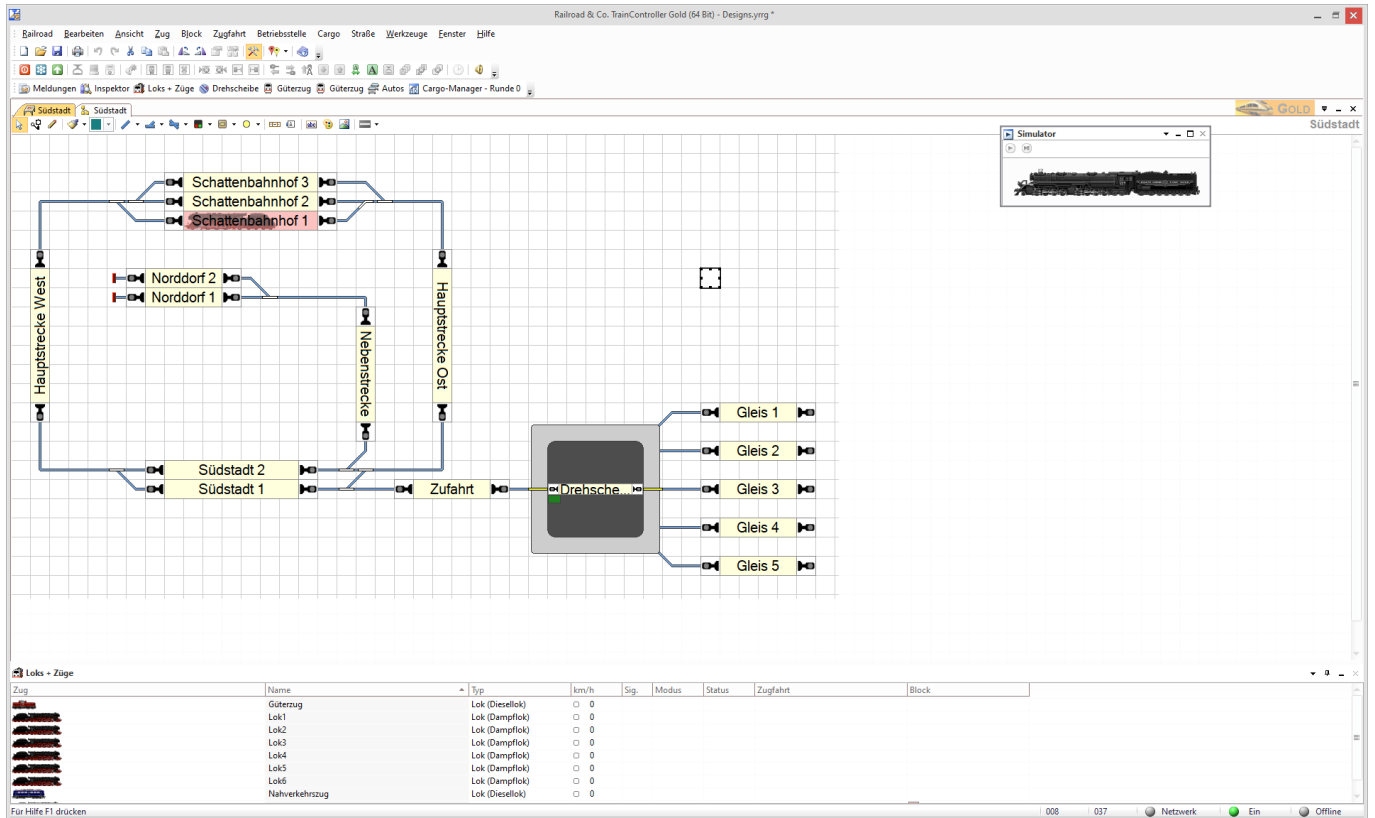 Railroad & Co. TrainController Gold (64 Bit) - Designs.yrrg *
Railroad Bearbeiten Ansicht Zug Block Zugfahrt Betriebsstelle Cargo Straße Werkzeuge Fenster Hilfe
Meldungen Inspektor Loks + Züge Drehscheibe Güterzug Güterzug Autos Cargo-Manager - Runde 0
Südstadt Südstadt GOLD
abc Südstadt
Simulator
Schattenbahnhof 3
Schattenbahnhof 2
Schattenbahnhof 1
Norddorf 2
Norddorf 1
Hauptstrecke West
Nebenstrecke
Hauptstrecke Ost
Gleis 1
Gleis 2
Südstadt 2
Südstadt 1
Zufahrt
Drehsche...
Gleis 3
Gleis 4
Gleis 5
Loks + Züge
Zug Name Typ km/h Sig. Modus Status Zugfahrt Block
Güterzug Lok (Diesellok) 0
Lok1 Lok (Dampflok) 0
Lok2 Lok (Dampflok) 0
Lok3 Lok (Dampflok) 0
Lok4 Lok (Dampflok) 0
Lok5 Lok (Dampflok) 0
Lok6 Lok (Dampflok) 0
Nahverkehrszug Lok (Diesellok) 0
Für Hilfe F1 drücken 008 037 Netzwerk Ein Offline